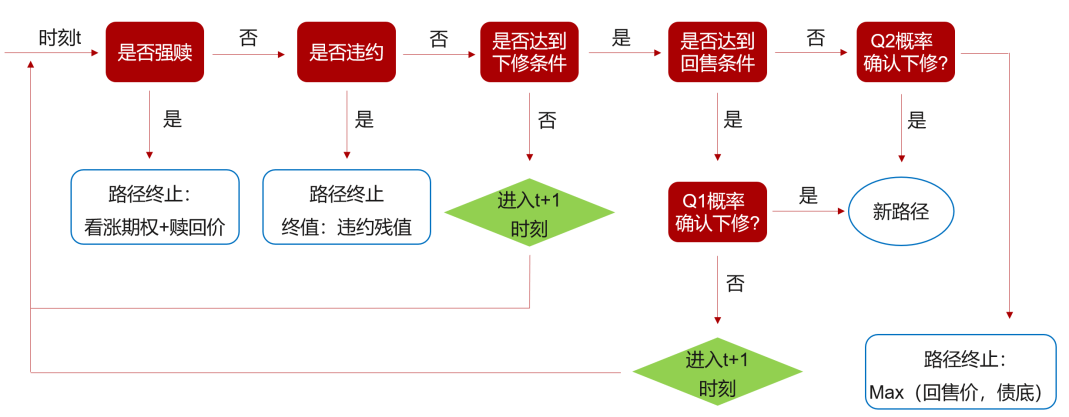 时刻t
是否强赎
否
是否违约
否
是否达到
下修条件
是
是否达到
回售条件
否
Q2概率
确认下修?
是
是
否
是
是
路径终止：
看涨期权+赎回价
路径终止
终值：违约残值
进入t+1
时刻
Q1概率
确认下修?
是
新路径
否
进入t+1
时刻
路径终止：
Max（回售价，债底）